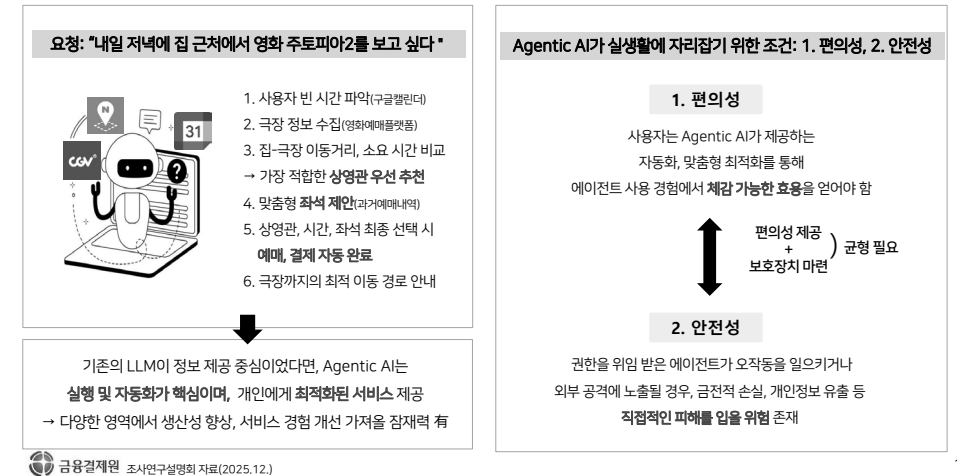 요청: "내일 저녁에 집 근처에서 영화 주토피아2를 보고 싶다 "
N
31
CGV
?
1. 사용자 빈 시간 파악(구글캘린더)
2. 극장 정보 수집(영화예매플랫폼)
3. 집-극장 이동거리, 소요 시간 비교
→ 가장 적합한 상영관 우선 추천
4. 맞춤형 좌석 제안(과거예매내역)
5. 상영관, 시간, 좌석 최종 선택 시
예매, 결제 자동 완료
6. 극장까지의 최적 이동 경로 안내
기존의 LLM이 정보 제공 중심이었다면, Agentic AI는
실행 및 자동화가 핵심이며, 개인에게 최적화된 서비스 제공
→ 다양한 영역에서 생산성 향상, 서비스 경험 개선 가져올 잠재력 有
Agentic AI가 실생활에 자리잡기 위한 조건: 1. 편의성, 2. 안전성
1. 편의성
사용자는 Agentic AI가 제공하는
자동화, 맞춤형 최적화를 통해
에이전트 사용 경험에서 체감 가능한 효용을 얻어야 함
편의성 제공
+
보호장치 마련
) 균형 필요
2. 안전성
권한을 위임 받은 에이전트가 오작동을 일으키거나
외부 공격에 노출될 경우, 금전적 손실, 개인정보 유출 등
직접적인 피해를 입을 위험 존재
금융결제원 조사연구설명회 자료(2025.12.)